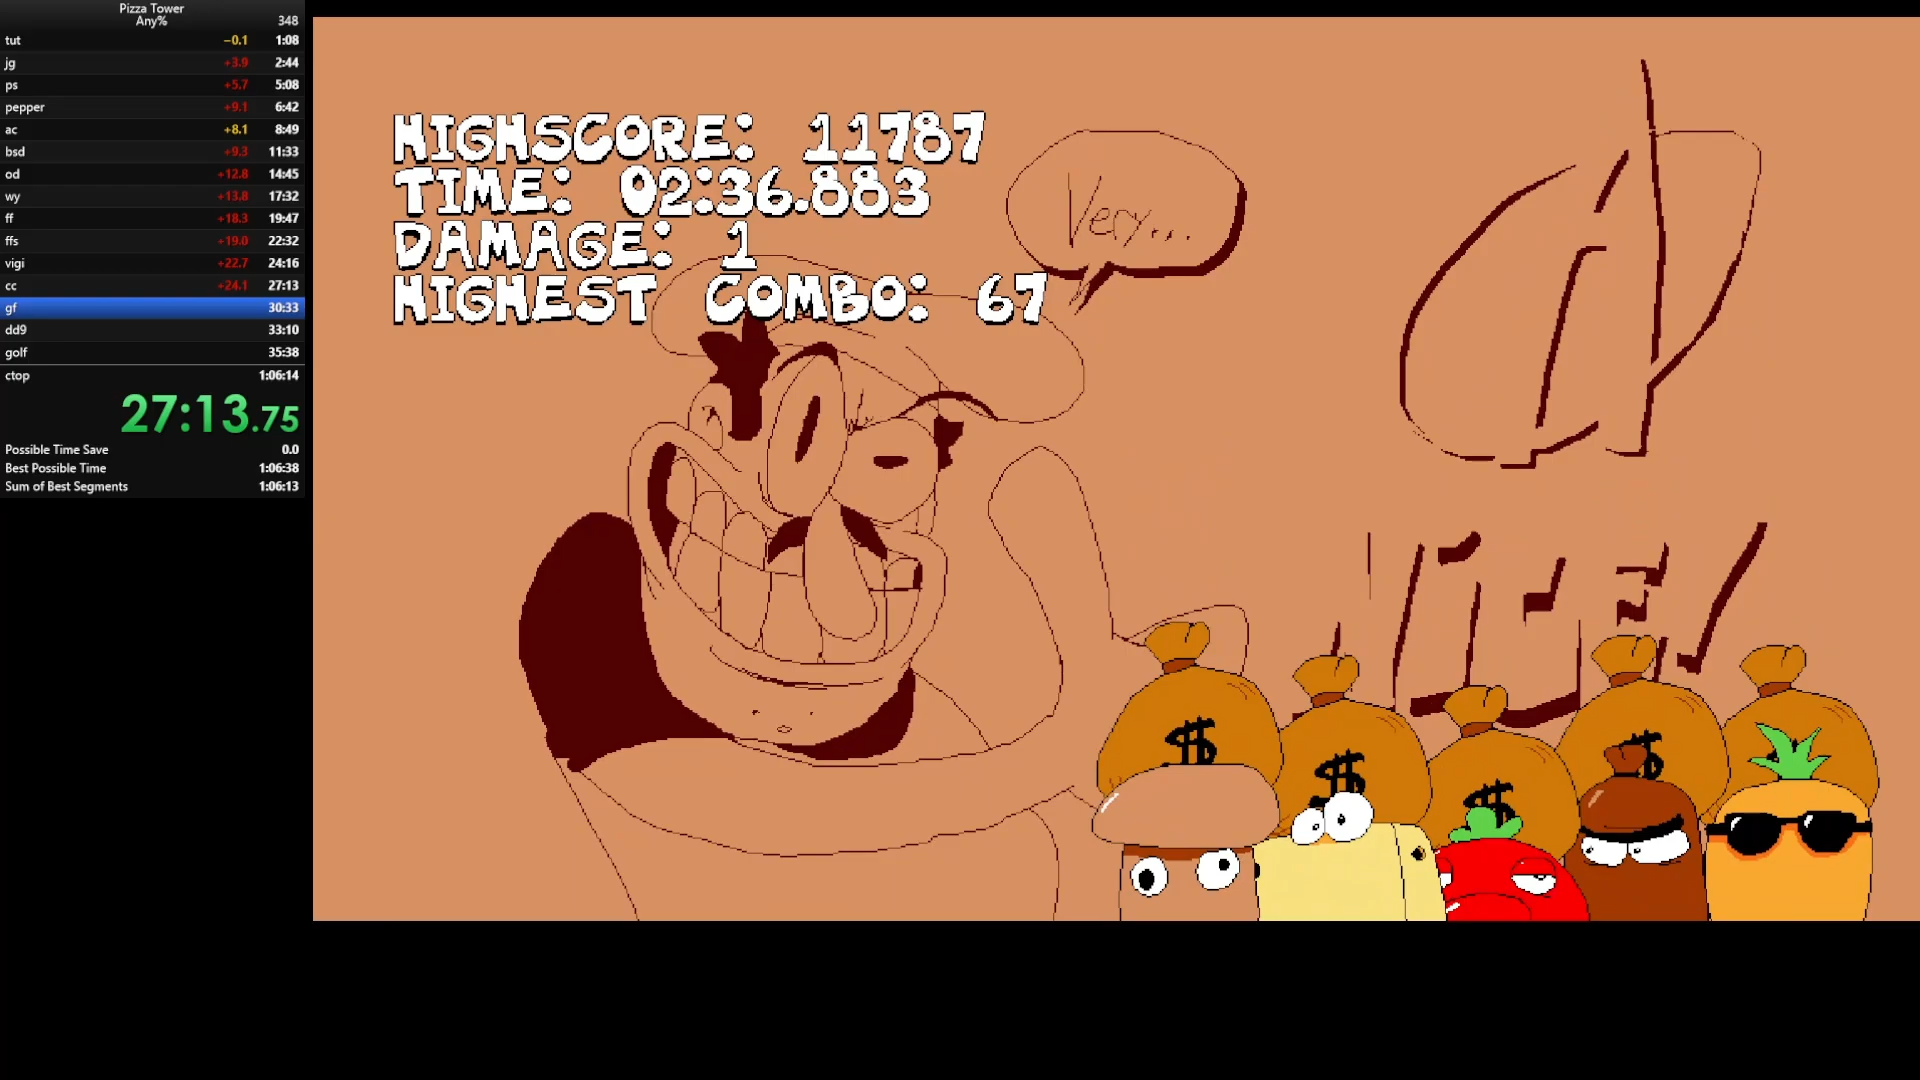 Pizza Tower
Any% 348
tut −0.1 1:08
jg +3.9 2:44
ps +5.7 5:08
pepper +9.1 6:42
ac +8.1 8:49
bsd +9.3 11:33
od +12.8 14:45
wy +13.8 17:32
ff +18.3 19:47
ffs +19.0 22:32
vigi +22.7 24:16
cc +24.1 27:13
gf 30:33
dd9 33:10
golf 35:38
ctop 1:06:14
27:13.75
Possible Time Save 0.0
Best Possible Time 1:06:38
Sum of Best Segments 1:06:13
HIGHSCORE: 11787
TIME: 02:36.883
DAMAGE: 1
HIGHEST COMBO: 67
Very...
$ $ $ $